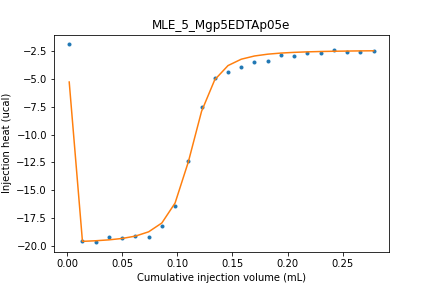 MLE_5_Mgp5EDTAp05e
Injection heat (ucal)
−2.5
−5.0
−7.5
−10.0
−12.5
−15.0
−17.5
−20.0
0.00 0.05 0.10 0.15 0.20 0.25
Cumulative injection volume (mL)